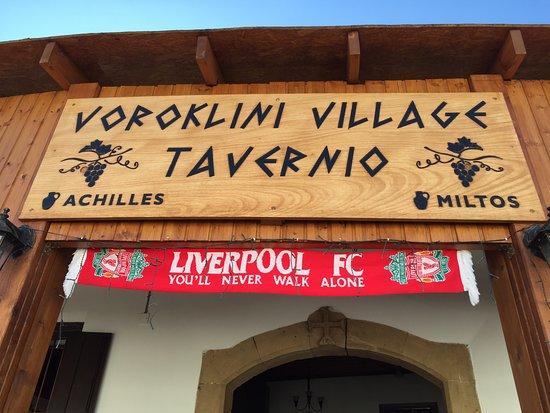 VOROKLINI VILLAGE
TAVERNIO
ACHILLES
MILTOS
LIVERPOOL FC
YOU'LL NEVER WALK ALONE